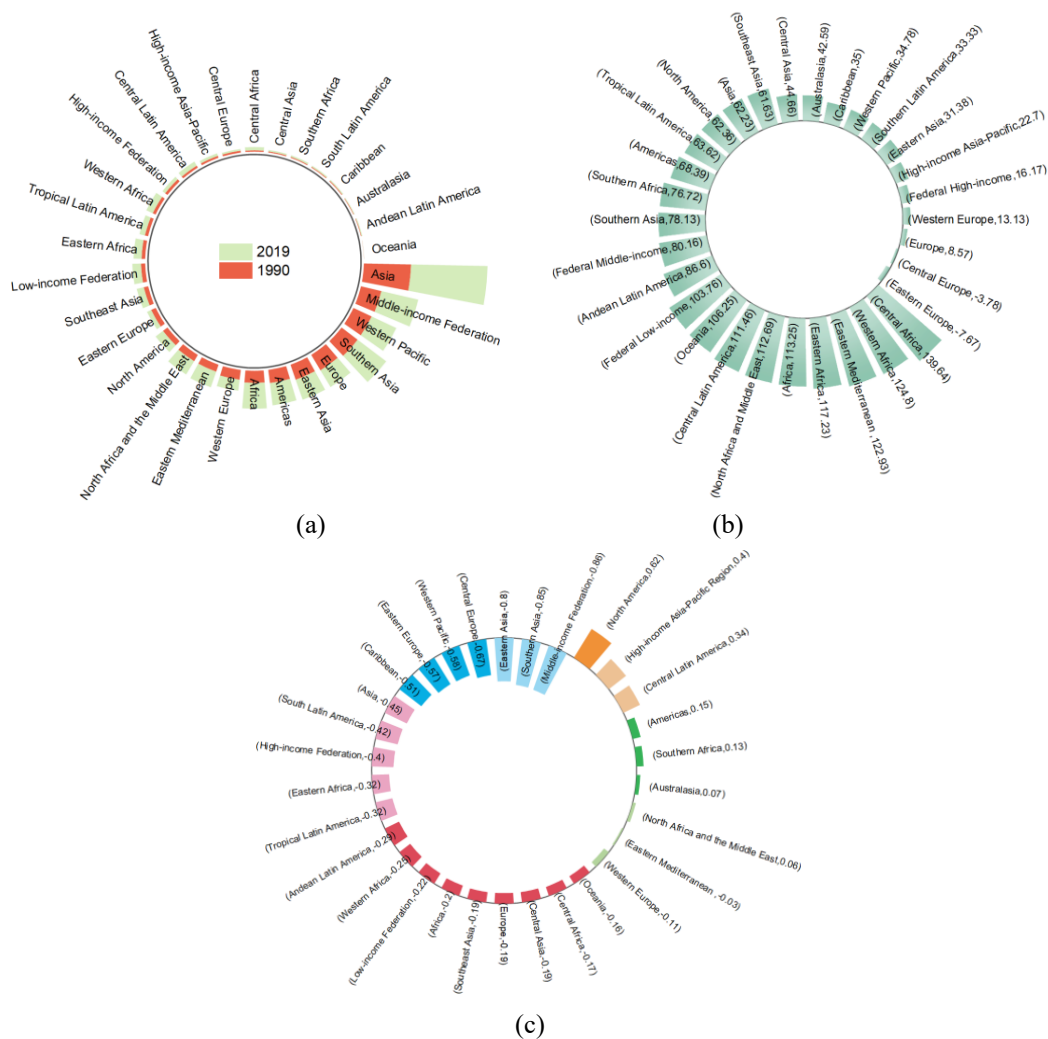 High-income Asia-Pacific
Central Europe
Central Africa
Central Asia
Southern Africa
South Latin America
Caribbean
Australasia
Andean Latin America
Oceania
Asia
Middle-income Federation
Western Pacific
Southern Asia
Europe
Eastern Asia
Americas
Africa
Western Europe
Eastern Mediterranean
North Africa and the Middle East
North America
Eastern Europe
Southeast Asia
Low-income Federation
Eastern Africa
Tropical Latin America
Western Africa
High-income Federation
Central Latin America
2019
1990
(a)
(Southeast Asia,61.63)
(Central Asia,44.66)
(Australasia,42.59)
(Caribbean,35)
(Western Pacific,34.78)
(Southern Latin America,33.33)
(Eastern Asia,31.38)
(High-income Asia-Pacific,22.7)
(Federal High-income,16.17)
(Western Europe,13.13)
(Europe,8.57)
(Central Europe,-3.78)
(Eastern Europe,-7.67)
(Central Africa,139.64)
(Western Africa,124.8)
(Eastern Mediterranean ,122.93)
(Eastern Africa,117.23)
(Africa,113.25)
(North Africa and Middle East,112.69)
(Central Latin America,111.46)
(Oceania,106.25)
(Federal Low-income,103.76)
(Andean Latin America,86.6)
(Federal Middle-income,80.16)
(Southern Asia,78.13)
(Southern Africa,76.72)
(Americas,68.39)
(Tropical Latin America,63.62)
(North America,62.36)
(Asia,62.23)
(b)
(North America,0.62)
(High-income Asia-Pacific Region,0.4)
(Central Latin America,0.34)
(Americas,0.15)
(Southern Africa,0.13)
(Australasia,0.07)
(North Africa and the Middle East,0.06)
(Eastern Mediterranean ,-0.03)
(Western Europe,-0.11)
(Oceania,-0.16)
(Central Africa,-0.17)
(Central Asia,-0.19)
(Europe,-0.19)
(Southeast Asia,-0.19)
(Africa,-0.2)
(Low-income Federation,-0.22)
(Western Africa,-0.25)
(Andean Latin America,-0.29)
(Tropical Latin America,-0.32)
(Eastern Africa,-0.32)
(High-income Federation,-0.4)
(South Latin America,-0.42)
(Asia,-0.45)
(Caribbean,-0.51)
(Eastern Europe,-0.57)
(Western Pacific,-0.58)
(Central Europe,-0.67)
(Eastern Asia,-0.8)
(Southern Asia,-0.85)
(Middle-income Federation,-0.86)
(c)